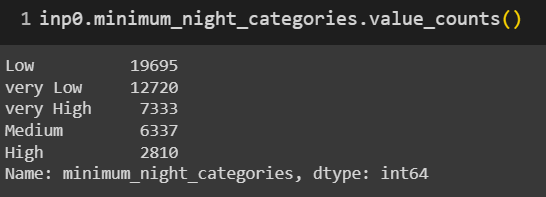 1 inp0.minimum_night_categories.value_counts()
Low 19695
very Low 12720
very High 7333
Medium 6337
High 2810
Name: minimum_night_categories, dtype: int64